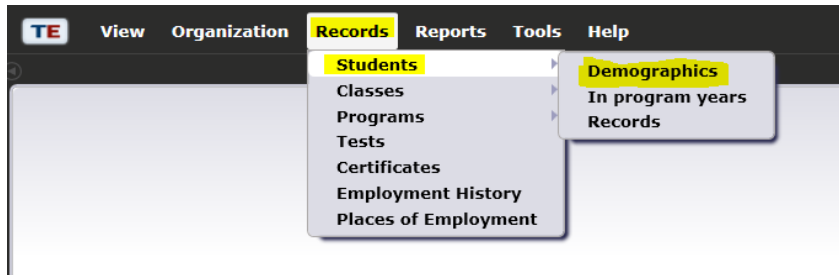 TE View Organization Records Reports Tools Help
Students
Classes
Programs
Tests
Certificates
Employment History
Places of Employment
Demographics
In program years
Records